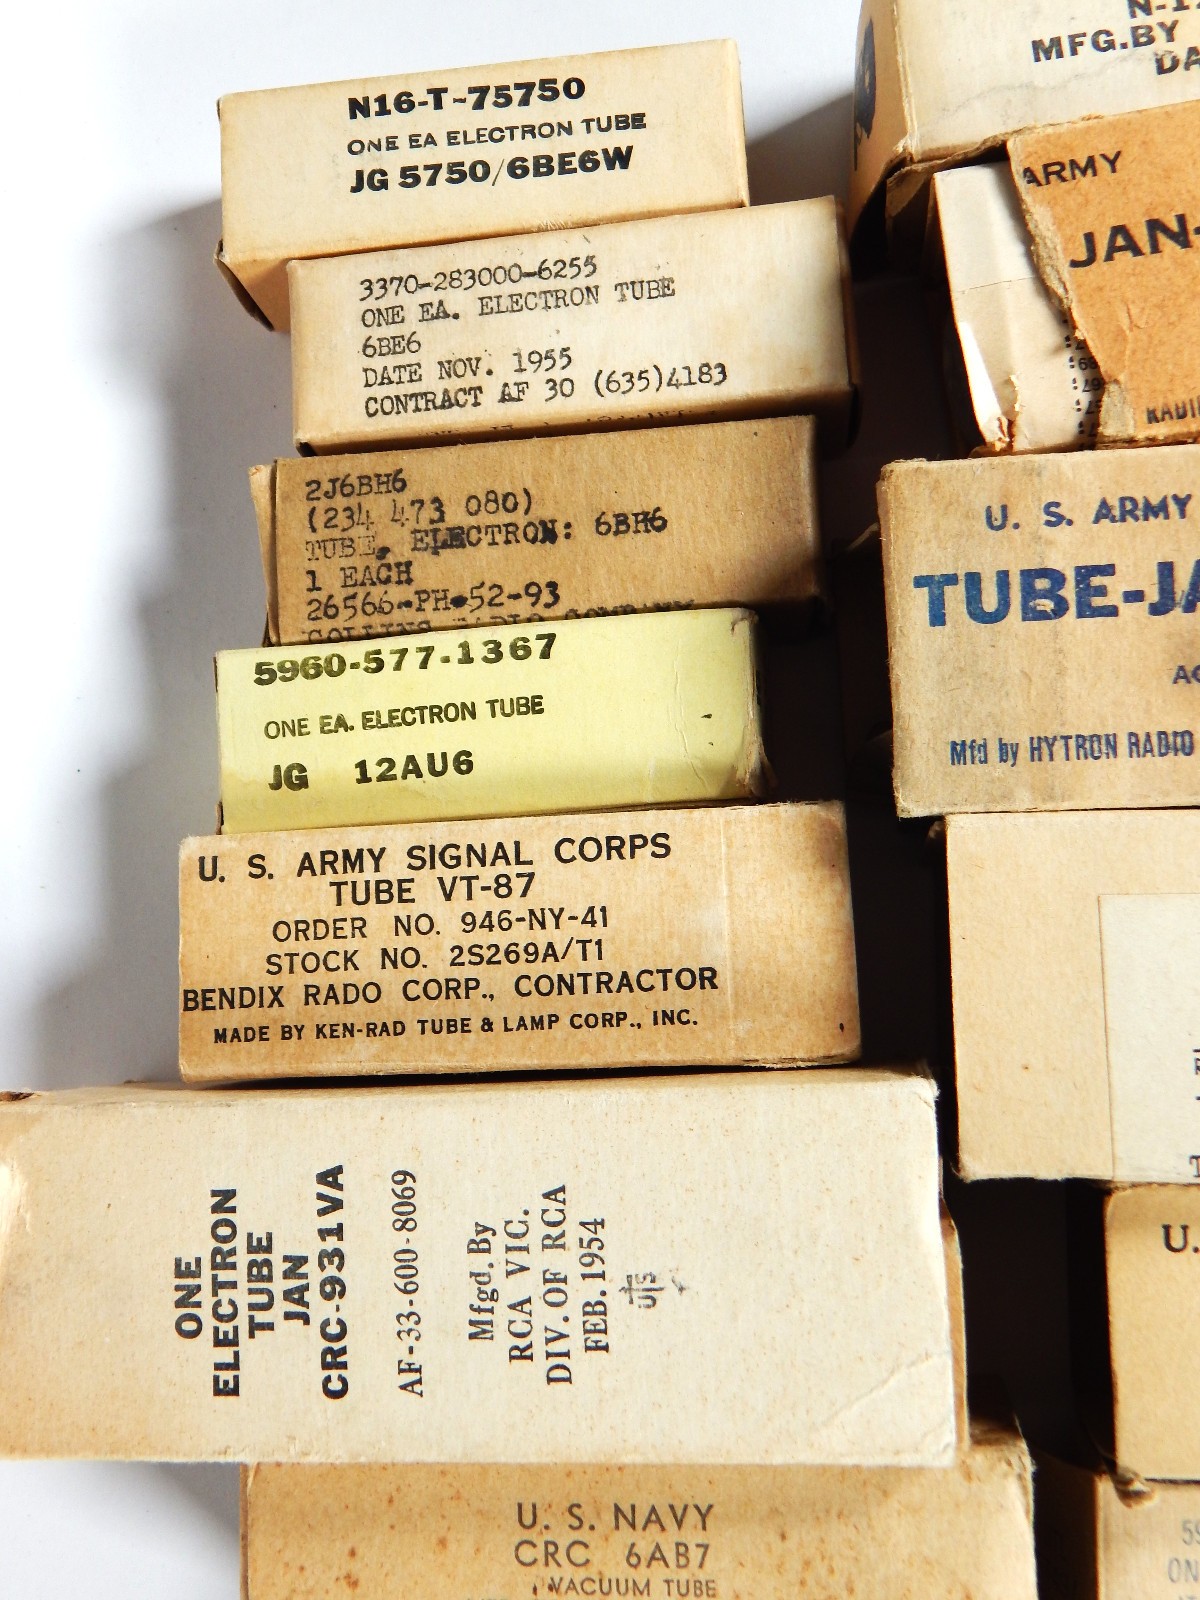 N16-T-75750
ONE EA ELECTRON TUBE
JG 5750/6BE6W
3370-283000-6255
ONE EA. ELECTRON TUBE
6BE6
DATE NOV. 1955
CONTRACT AF 30 (635)4183
2J6BH6
(234 473 080)
TUBE, ELECTRON: 6BH6
1 EACH
26566-PH-52-93
COLLINS RADIO COMPANY
5960-577-1367
ONE EA. ELECTRON TUBE
JG 12AU6
U. S. ARMY SIGNAL CORPS
TUBE VT-87
ORDER NO. 946-NY-41
STOCK NO. 2S269A/T1
BENDIX RADO CORP., CONTRACTOR
MADE BY KEN-RAD TUBE & LAMP CORP., INC.
ONE
ELECTRON
TUBE
JAN
CRC-931VA
AF-33-600-8069
Mfgd. By
RCA VIC.
DIV. OF RCA
FEB. 1954
U. S. NAVY
CRC 6AB7
VACUUM TUBE
MFG.BY
ARMY
JAN-
U. S. ARMY
TUBE-JA
Mfd by HYTRON RADIO
U.